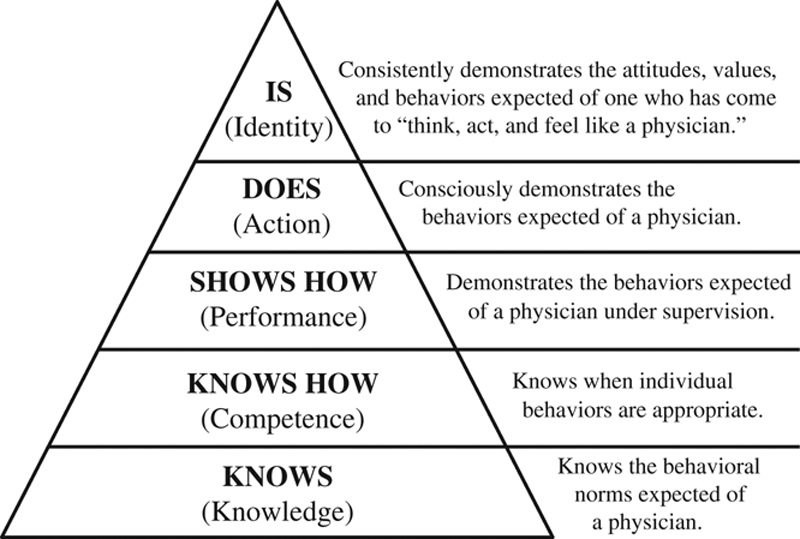 IS
(Identity)
Consistently demonstrates the attitudes, values,
and behaviors expected of one who has come
to “think, act, and feel like a physician.”
DOES
(Action)
Consciously demonstrates the
behaviors expected of a physician.
SHOWS HOW
(Performance)
Demonstrates the behaviors expected
of a physician under supervision.
KNOWS HOW
(Competence)
Knows when individual
behaviors are appropriate.
KNOWS
(Knowledge)
Knows the behavioral
norms expected of
a physician.